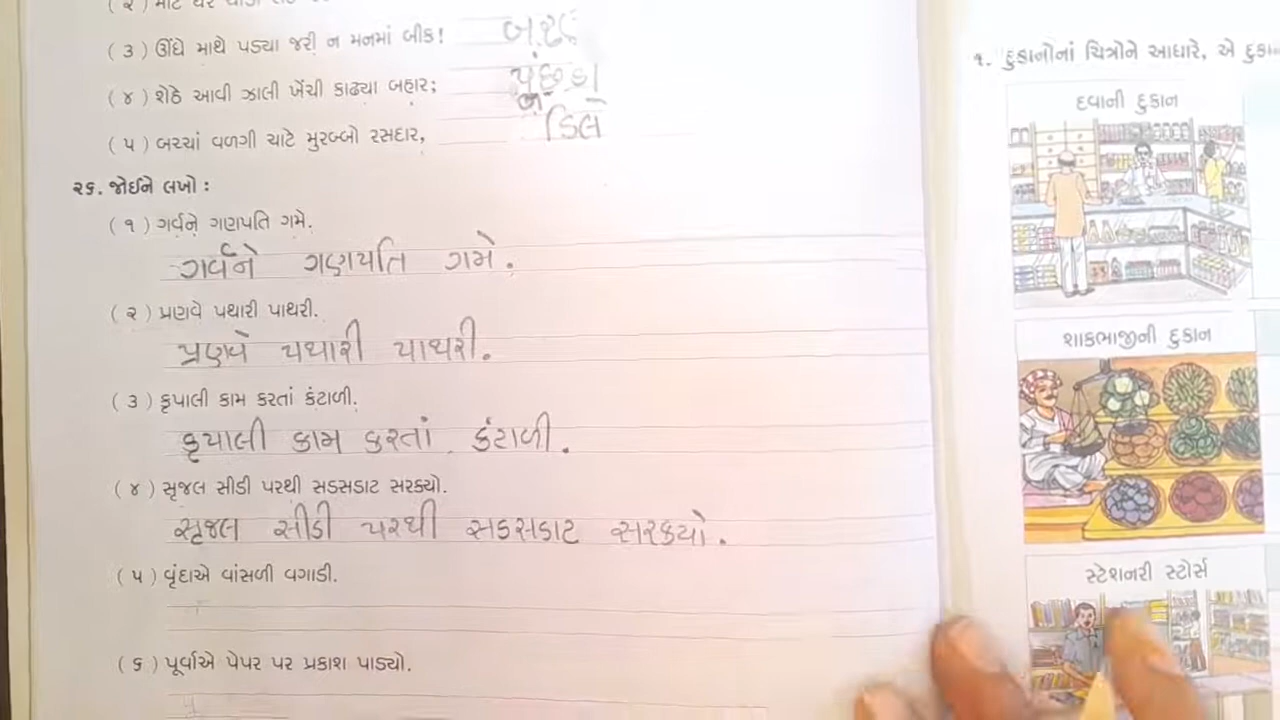 (૩) ઊંધે માથે પડ્યા જરી ન મનમાં બીક!
(૪) શેઠે આવી ઝાલી ખેંચી કાઢ્યા બહાર;
(૫) બચ્ચાં વળગી ચાટે મુરબ્બો રસદાર,
૨૬. જોઈને લખો :
(૧) ગર્વને ગણપતિ ગમે.
ગર્વને ગણપતિ ગમે.
(૨) પ્રણવે પથારી પાથરી.
પ્રણવે પથારી પાથરી.
(૩) કૃપાલી કામ કરતાં કંટાળી.
કૃપાલી કામ કરતાં કંટાળી.
(૪) સૃજલ સીડી પરથી સડસડાટ સરક્યો.
સૃજલ સીડી પરથી સડસડાટ સરકયો.
(૫) વૃંદાએ વાંસળી વગાડી.
(૬) પૂર્વાએ પેપર પર પ્રકાશ પાડ્યો.
૧. દુકાનોનાં ચિત્રોને આધારે, એ
દવાની દુકાન
શાકભાજીની દુકાન
સ્ટેશનરી સ્ટોર્સ